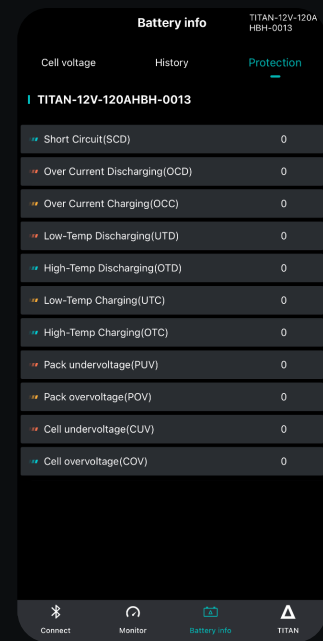 Battery info
TITAN-12V-120A
HBH-0013
Cell voltage History Protection
TITAN-12V-120AHBH-0013
Short Circuit(SCD) 0
Over Current Discharging(OCD) 0
Over Current Charging(OCC) 0
Low-Temp Discharging(UTD) 0
High-Temp Discharging(OTD) 0
Low-Temp Charging(UTC) 0
High-Temp Charging(OTC) 0
Pack undervoltage(PUV) 0
Pack overvoltage(POV) 0
Cell undervoltage(CUV) 0
Cell overvoltage(COV) 0
Connect Monitor Battery info TITAN